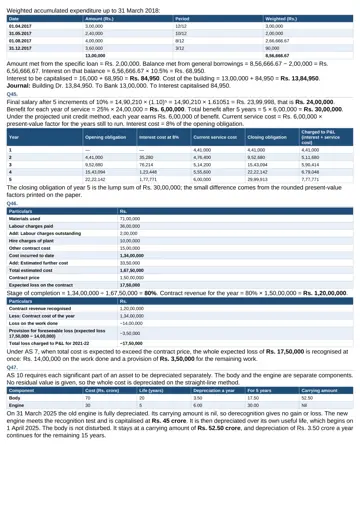 Weighted accumulated expenditure up to 31 March 2018:
Date Amount (Rs.) Period Weighted (Rs.)
01.04.2017 3,10,000 12/12 3,10,000
31.05.2017 2,40,000 10/12 2,00,000
01.08.2017 4,00,000 8/12 2,66,666.67
31.12.2017 3,60,000 3/12 90,000
13,00,000 8,56,666.67
Amount met from the specific loan = Rs. 2,00,000. Balance met from general borrowings = 8,56,666.67 − 2,00,000 = Rs.
6,56,666.67. Interest on that balance = 6,56,666.67 × 10.5% = Rs. 68,950.
Interest to be capitalised = 16,000 + 68,950 = Rs. 84,950. Cost of the building = 13,00,000 + 84,950 = Rs. 13,84,950.
Journal: Building Dr. 13,84,950. To Bank 13,00,000. To Interest capitalised 84,950.
Q45.
Final salary after 5 increments of 10% = 14,90,210 × (1.10)⁵ = 14,90,210 × 1.61051 = Rs. 23,99,998, that is Rs. 24,00,000.
Benefit for each year of service = 25% × 24,00,000 = Rs. 6,00,000. Total benefit after 5 years = 5 × 6,00,000 = Rs. 30,00,000.
Under the projected unit credit method, each year earns Rs. 6,00,000 of benefit. Current service cost = Rs. 6,00,000 ×
present-value factor for the years still to run. Interest cost = 8% of the opening obligation.
Year Opening obligation Interest cost at 8% Current service cost Closing obligation Charged to P&L (interest + service cost)
1 — — 4,41,000 4,41,000 4,41,000
2 4,41,000 35,280 4,76,400 9,52,680 5,11,680
3 9,52,680 76,214 5,14,200 15,43,094 5,90,414
4 15,43,094 1,23,448 5,55,600 22,22,142 6,79,048
5 22,22,142 1,77,771 6,00,000 29,99,913 7,77,771
The closing obligation of year 5 is the lump sum of Rs. 30,00,000; the small difference comes from the rounded present-value
factors printed on the paper.
Q46.
Particulars Rs.
Materials used 71,00,000
Labour charges paid 36,00,000
Add: Labour charges outstanding 2,00,000
Hire charges of plant 10,00,000
Other contract cost 15,00,000
Cost incurred to date 1,34,00,000
Add: Estimated further cost 33,50,000
Total estimated cost 1,67,50,000
Contract price 1,50,00,000
Expected loss on the contract 17,50,000
Stage of completion = 1,34,00,000 ÷ 1,67,50,000 = 80%. Contract revenue for the year = 80% × 1,50,00,000 = Rs. 1,20,00,000.
Particulars Rs.
Contract revenue recognised 1,20,00,000
Less: Contract cost of the year 1,34,00,000
Loss on the work done −14,00,000
Provision for foreseeable loss (expected loss 17,50,000 − 14,00,000) −3,50,000
Total loss charged to P&L for 2021-22 −17,50,000
Under AS 7, when total cost is expected to exceed the contract price, the whole expected loss of Rs. 17,50,000 is recognised at
once: Rs. 14,00,000 on the work done and a provision of Rs. 3,50,000 for the remaining work.
Q47.
AS 10 requires each significant part of an asset to be depreciated separately. The body and the engine are separate components.
No residual value is given, so the whole cost is depreciated on the straight-line method.
Component Cost (Rs. crore) Life (years) Depreciation a year For 5 years Carrying amount
Body 70 20 3.50 17.50 52.50
Engine 30 5 6.00 30.00 Nil
On 31 March 2025 the old engine is fully depreciated. Its carrying amount is nil, so derecognition gives no gain or loss. The new
engine meets the recognition test and is capitalised at Rs. 45 crore. It is then depreciated over its own useful life, which begins on
1 April 2025. The body is not disturbed. It stays at a carrying amount of Rs. 52.50 crore, and depreciation of Rs. 3.50 crore a year
continues for the remaining 15 years.